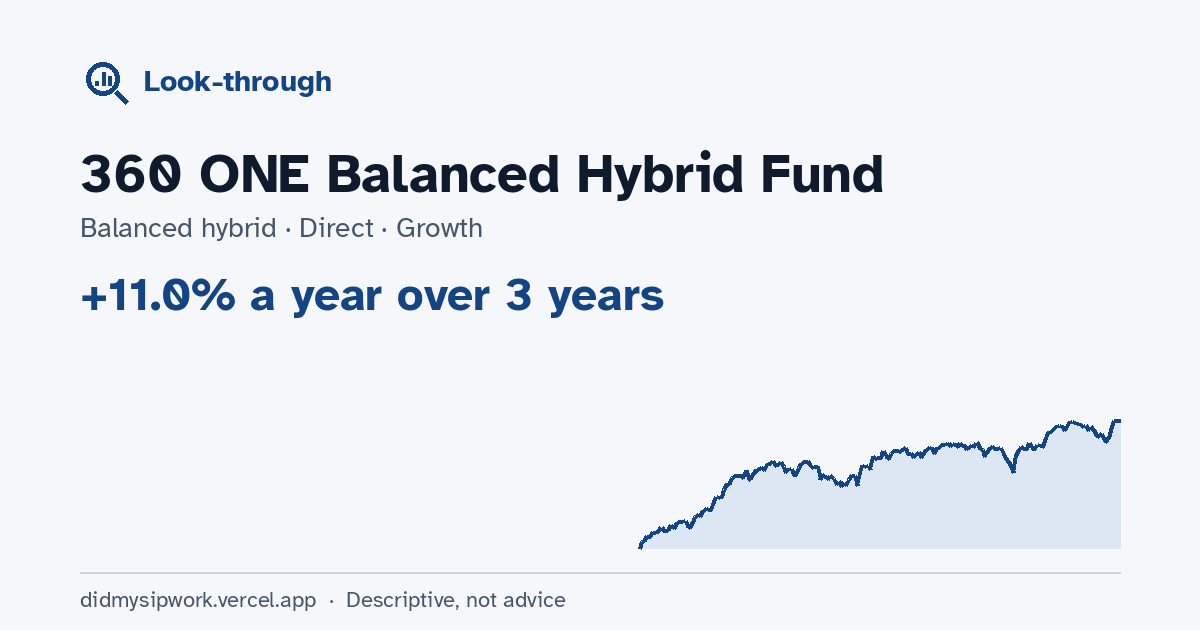 Look-through
360 ONE Balanced Hybrid Fund
Balanced hybrid · Direct · Growth
+11.0% a year over 3 years
didmysipwork.vercel.app · Descriptive, not advice